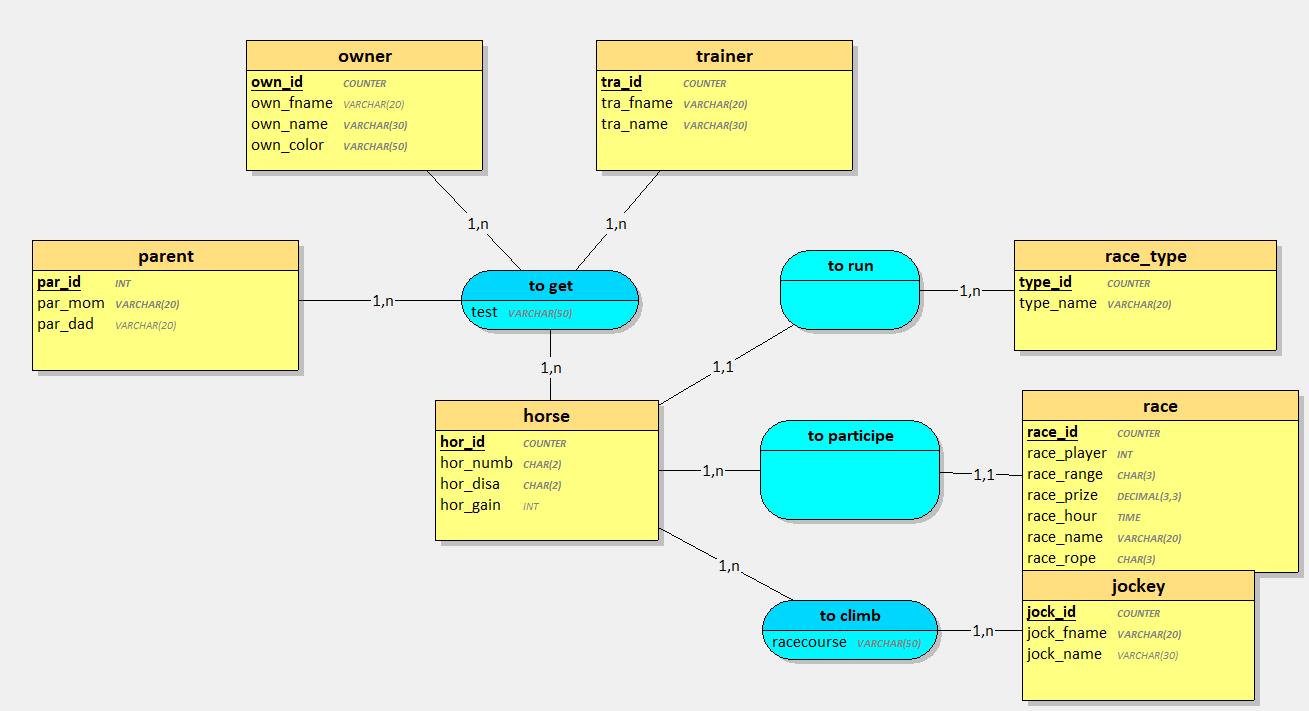 owner
own_id COUNTER
own_fname VARCHAR(20)
own_name VARCHAR(30)
own_color VARCHAR(50)
trainer
tra_id COUNTER
tra_fname VARCHAR(20)
tra_name VARCHAR(30)
1,n
1,n
parent
par_id INT
par_mom VARCHAR(20)
par_dad VARCHAR(20)
1,n
to get
test VARCHAR(50)
to run
1,n
race_type
type_id COUNTER
type_name VARCHAR(20)
1,n
1,1
horse
hor_id COUNTER
hor_numb CHAR(2)
hor_disa CHAR(2)
hor_gain INT
1,n
to participe
1,1
race
race_id COUNTER
race_player INT
race_range CHAR(3)
race_prize DECIMAL(3,3)
race_hour TIME
race_name VARCHAR(20)
race_rope CHAR(3)
1,n
to climb
racecourse VARCHAR(50)
1,n
jockey
jock_id COUNTER
jock_fname VARCHAR(20)
jock_name VARCHAR(30)